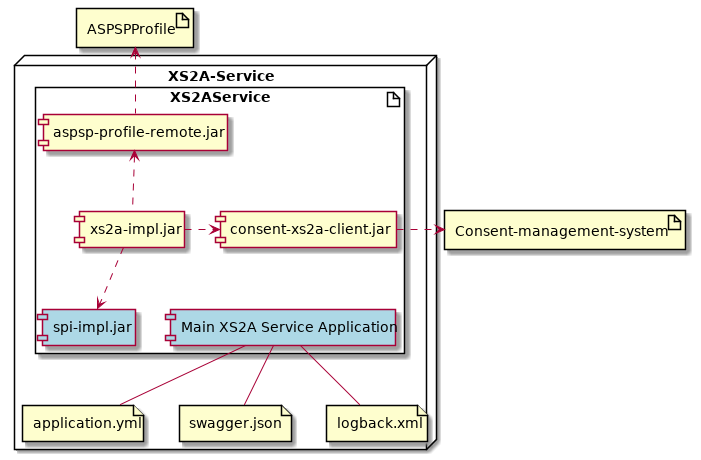 ASPSPProfile
XS2A-Service
XS2AService
aspsp-profile-remote.jar
xs2a-impl.jar
consent-xs2a-client.jar
Consent-management-system
spi-impl.jar
Main XS2A Service Application
application.yml
swagger.json
logback.xml